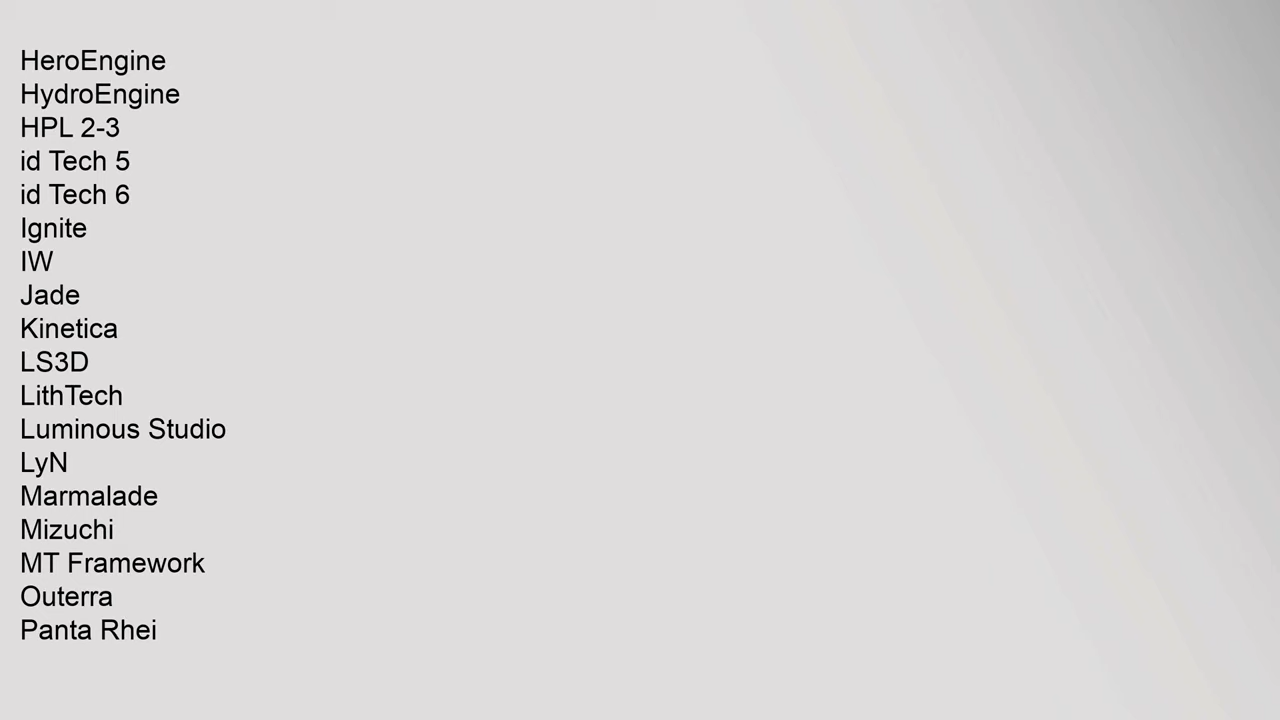 HeroEngine
HydroEngine
HPL 2-3
id Tech 5
id Tech 6
Ignite
IW
Jade
Kinetica
LS3D
LithTech
Luminous Studio
LyN
Marmalade
Mizuchi
MT Framework
Outerra
Panta Rhei